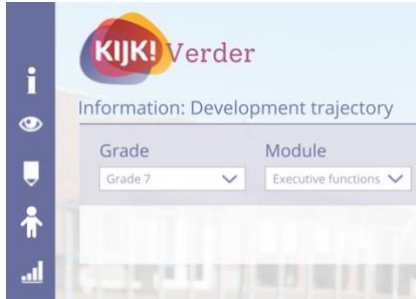 KIJK! Verder
Information: Development trajectory
Grade Module
Grade 7 Executive functions